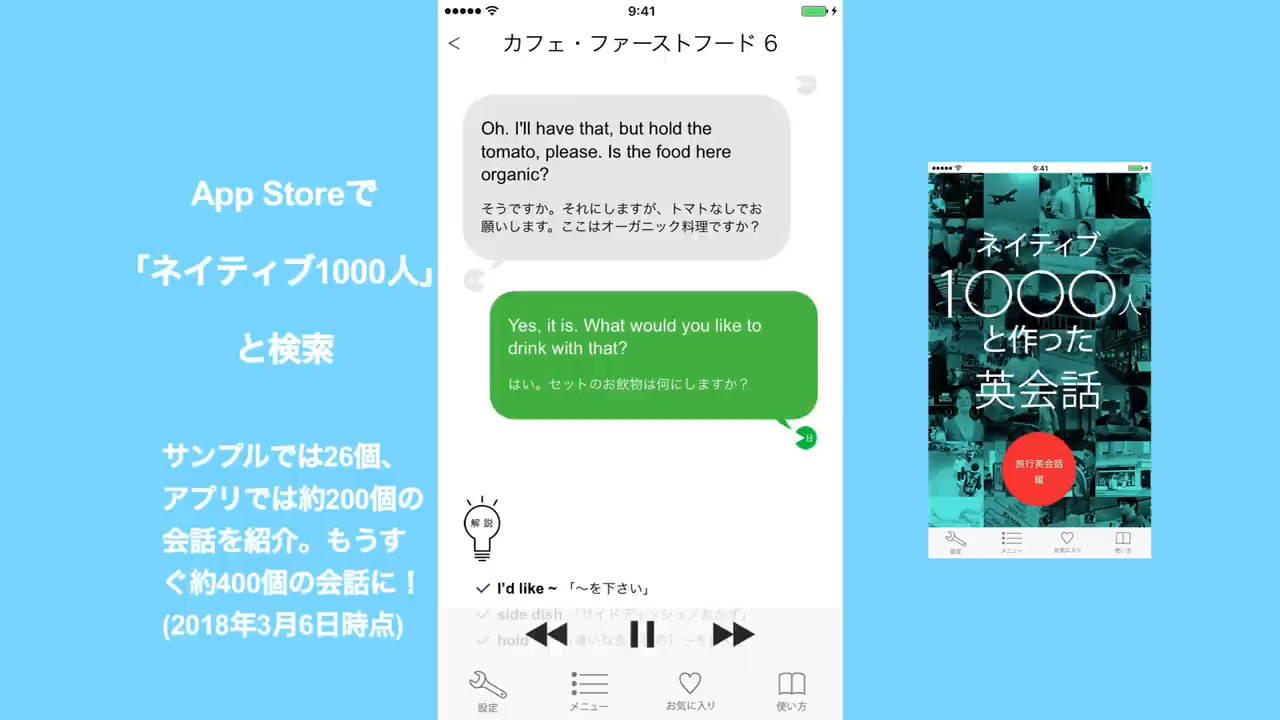 App Storeで
「ネイティブ1000人」
と検索
サンプルでは26個、
アプリでは約200個の
会話を紹介。もうす
ぐ約400個の会話に！
(2018年3月6日時点)
9:41
<
カフェ・ファーストフード 6
Oh. I'll have that, but hold the
tomato, please. Is the food here
organic?
そうですか。それにしますが、トマトなしでお
願いします。ここはオーガニック料理ですか？
Yes, it is. What would you like to
drink with that?
はい。セットのお飲物は何にしますか？
B
解説
I'd like ~ 「～を下さい」
side dish 「サイドディッシュ／おかず」
hold
設定
メニュー
お気に入り
使い方
9:41
ネイティブ
1000人
と作った
英会話
旅行英会話
編
設定
メニュー
お気に入り
使い方